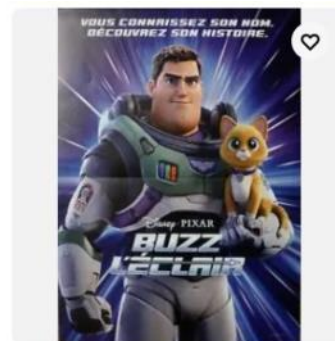 VOUS CONNAISSEZ SON NOM.
DÉCOUVREZ SON HISTOIRE.
Disney · PIXAR
BUZZ
L'ÉCLAIR